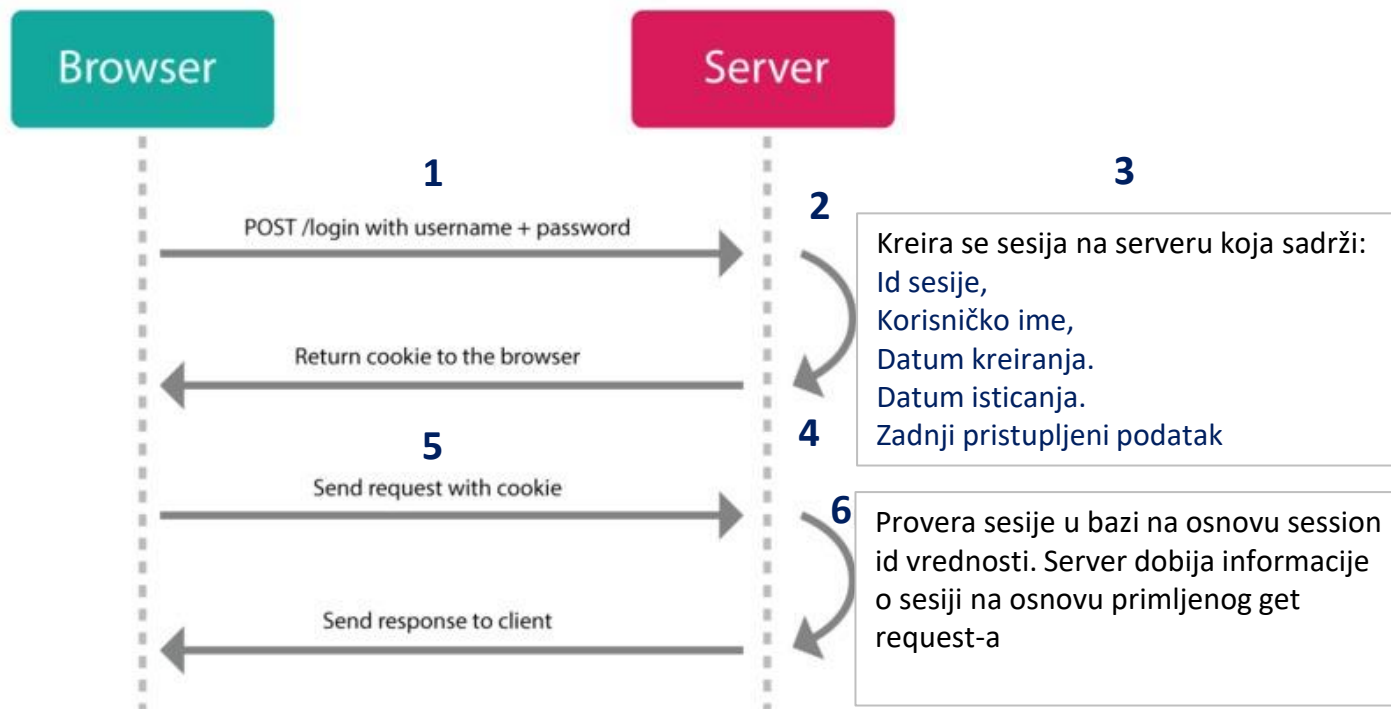 Browser
Server
1
3
2
POST /login with username + password
Kreira se sesija na serveru koja sadrži:
Id sesije,
Korisničko ime,
Return cookie to the browser
Datum kreiranja.
Datum isticanja.
4
Zadnji pristupljeni podatak
5
Send request with cookie
6
Provera sesije u bazi na osnovu session
id vrednosti. Server dobija informacije
o sesiji na osnovu primljenog get
request-a
Send response to client